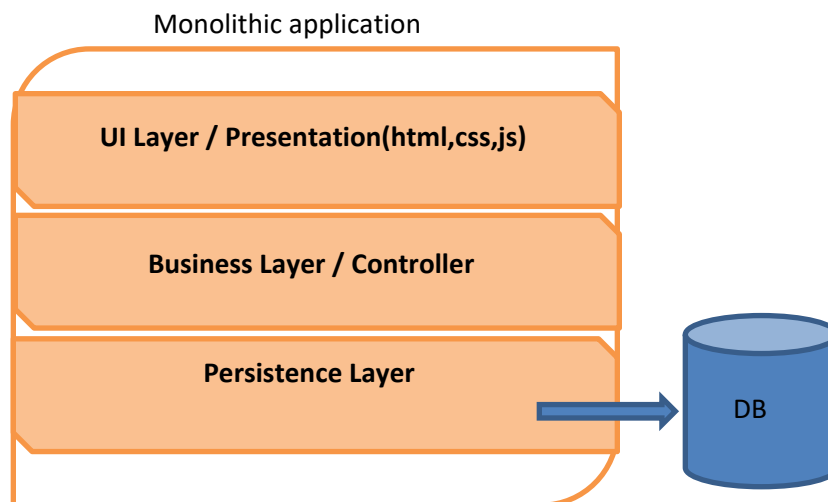 Monolithic application
UI Layer / Presentation(html,css,js)
Business Layer / Controller
Persistence Layer
DB